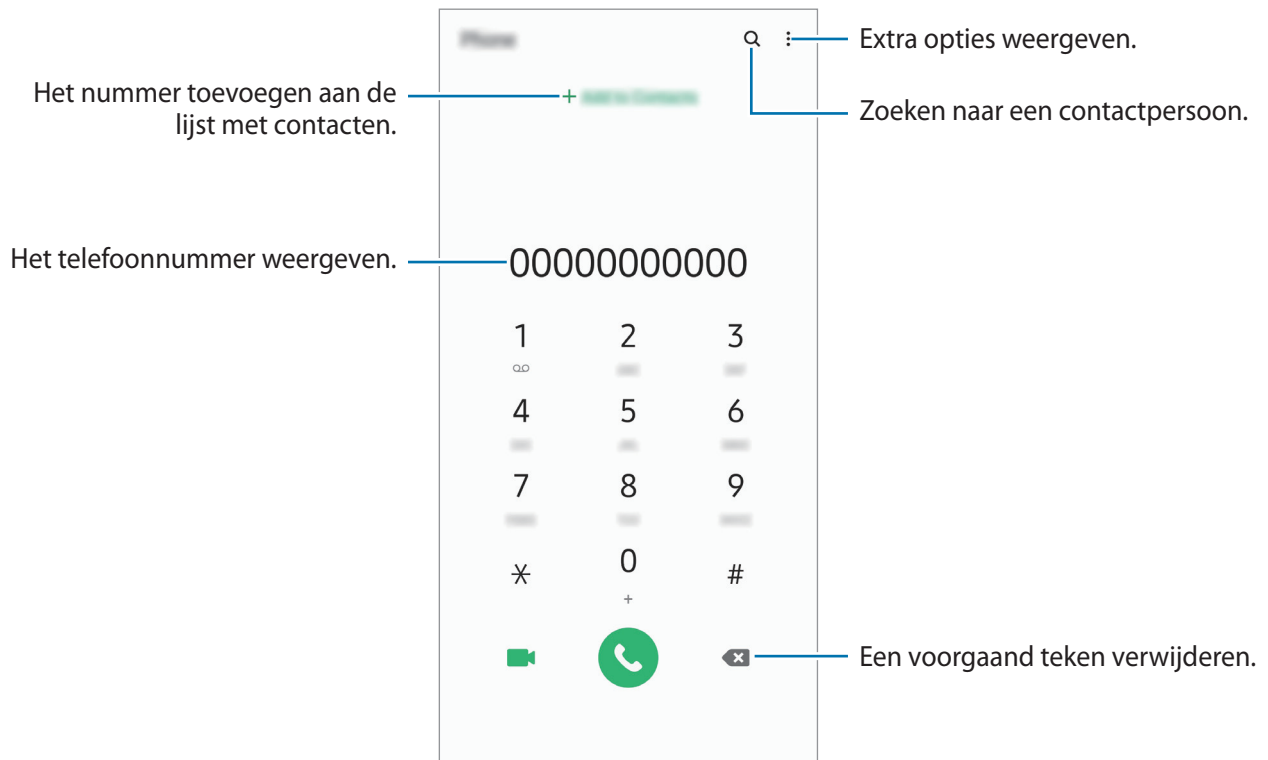 Extra opties weergeven.
Het nummer toevoegen aan de
lijst met contacten.
Zoeken naar een contactpersoon.
Het telefoonnummer weergeven.
00000000000
1 2 3
4 5 6
7 8 9
* 0 #
+
Een voorgaand teken verwijderen.